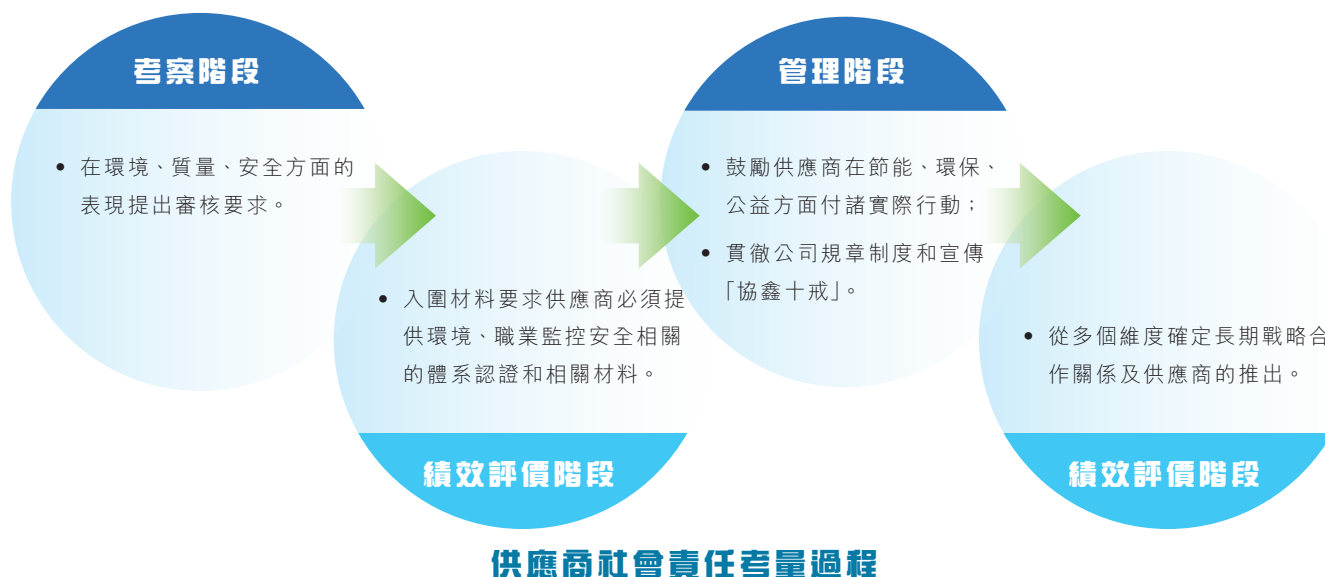 考察階段
• 在環境、質量、安全方面的
表現提出審核要求。
• 入圍材料要求供應商必須提
供環境、職業監控安全相關
的體系認證和相關材料。
績效評價階段
管理階段
• 鼓勵供應商在節能、環保、
公益方面付諸實際行動；
• 貫徹公司規章制度和宣傳
「協鑫十戒」。
• 從多個維度確定長期戰略合
作關係及供應商的推出。
績效評價階段
供應商社會責任考量過程